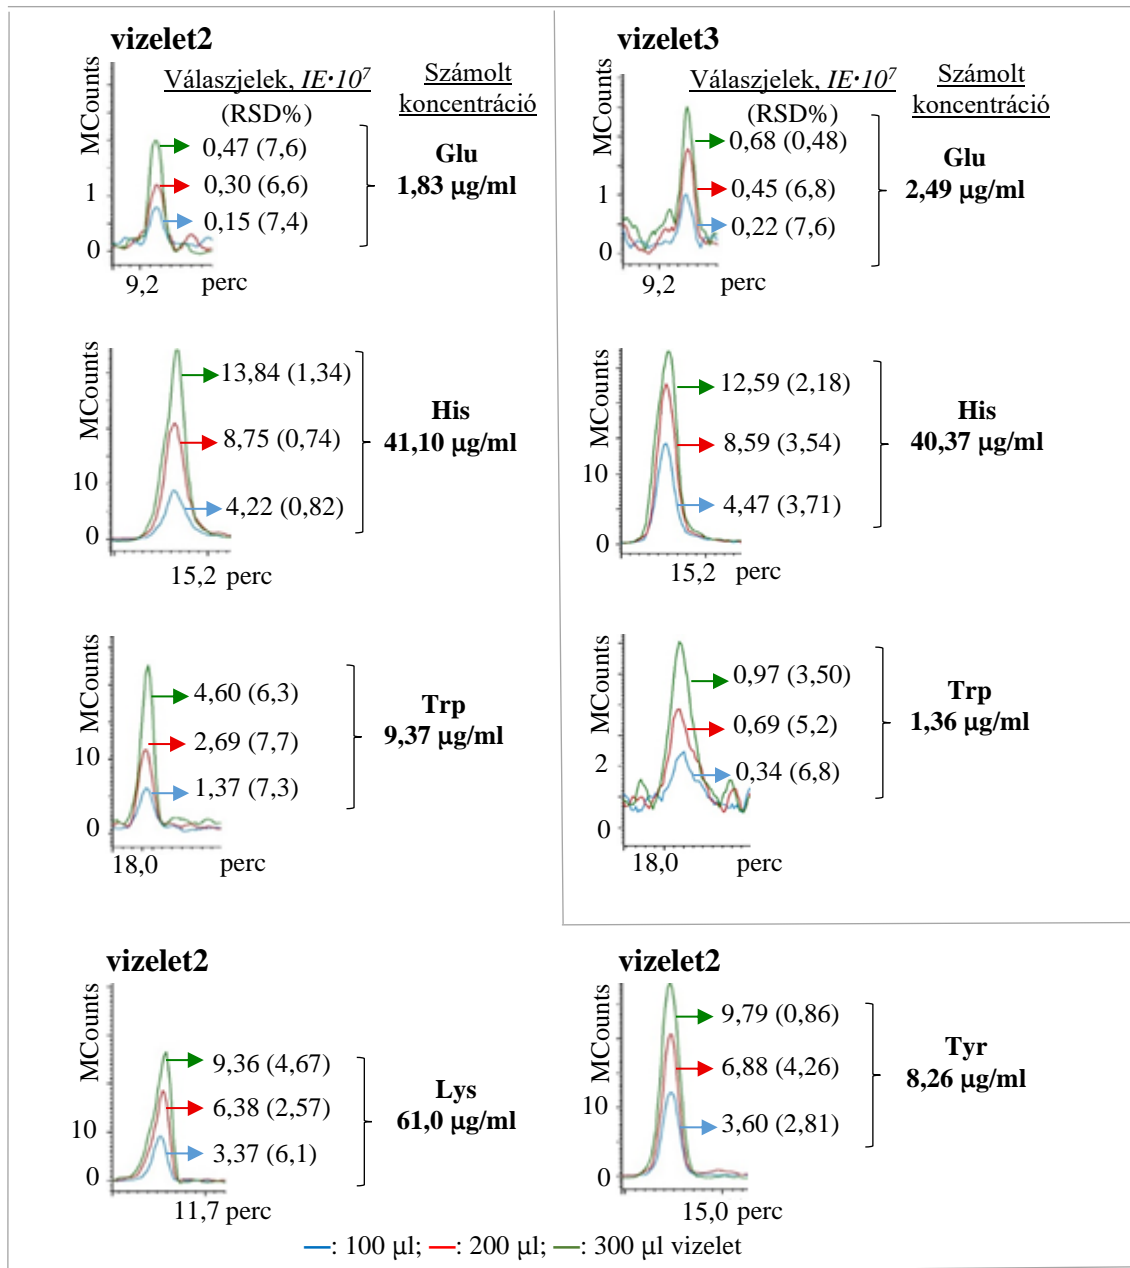 vizelet2
Válaszjelek, IE·10⁷
(RSD%)
Számolt
koncentráció
MCounts
1
0
0,47 (7,6)
0,30 (6,6)
0,15 (7,4)
Glu
1,83 µg/ml
9,2
perc
MCounts
10
0
13,84 (1,34)
8,75 (0,74)
4,22 (0,82)
His
41,10 µg/ml
15,2 perc
MCounts
10
0
4,60 (6,3)
2,69 (7,7)
1,37 (7,3)
Trp
9,37 µg/ml
18,0
perc
vizelet3
Válaszjelek, IE·10⁷
(RSD%)
Számolt
koncentráció
MCounts
1
0
0,68 (0,48)
0,45 (6,8)
0,22 (7,6)
Glu
2,49 µg/ml
9,2
perc
MCounts
10
0
12,59 (2,18)
8,59 (3,54)
4,47 (3,71)
His
40,37 µg/ml
15,2 perc
MCounts
2
0
0,97 (3,50)
0,69 (5,2)
0,34 (6,8)
Trp
1,36 µg/ml
18,0
perc
vizelet2
MCounts
10
0
9,36 (4,67)
6,38 (2,57)
3,37 (6,1)
Lys
61,0 µg/ml
11,7 perc
vizelet2
MCounts
10
0
9,79 (0,86)
6,88 (4,26)
3,60 (2,81)
Tyr
8,26 µg/ml
15,0 perc
: 100 µl; : 200 µl; : 300 µl vizelet